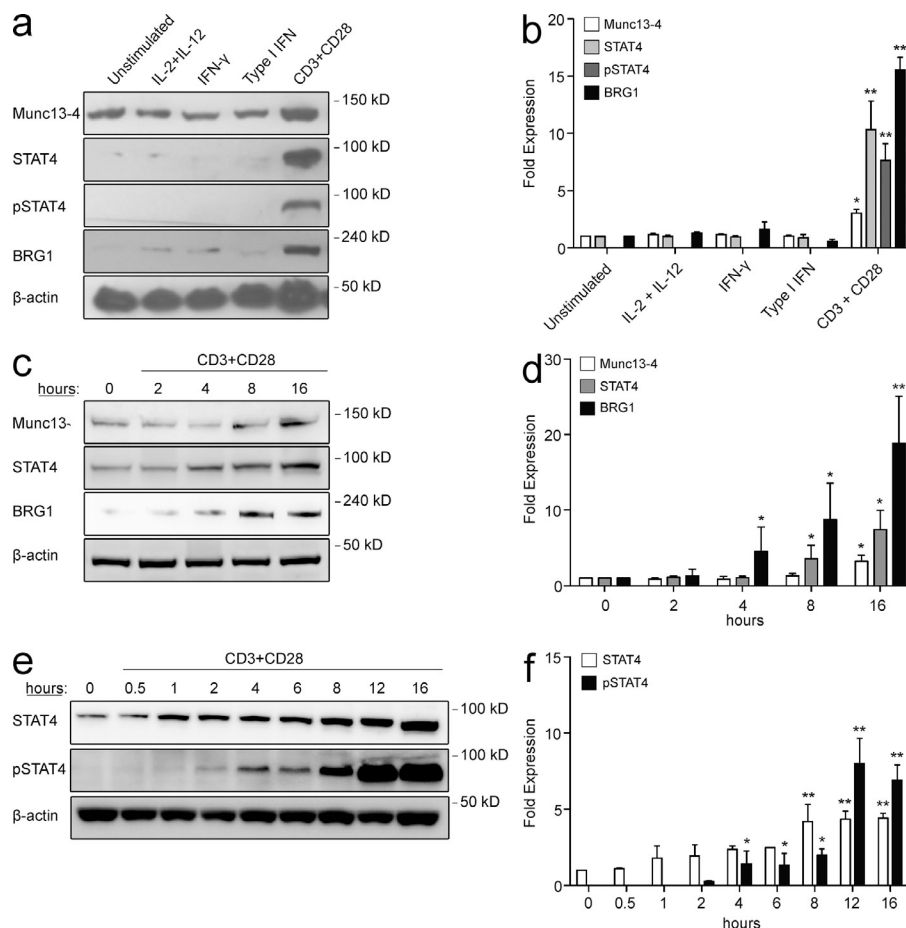 a
Unstimulated
IL-2+IL-12
IFN-γ
Type I IFN
CD3+CD28
Munc13-4
STAT4
pSTAT4
BRG1
β-actin
- 150 kD
- 100 kD
- 100 kD
- 240 kD
- 50 kD
b
Munc13-4
STAT4
pSTAT4
BRG1
Fold Expression
20
15
10
5
0
*
**
**
**
Unstimulated
IL-2 + IL-12
IFN-γ
Type I IFN
CD3 + CD28
c
CD3+CD28
hours: 0 2 4 8 16
Munc13-
STAT4
BRG1
β-actin
- 150 kD
- 100 kD
- 240 kD
- 50 kD
d
Munc13-4
STAT4
BRG1
Fold Expression
30
20
10
0
*
*
*
*
*
**
0 2 4 8 16
hours
e
CD3+CD28
hours: 0 0.5 1 2 4 6 8 12 16
STAT4
pSTAT4
β-actin
- 100 kD
- 100 kD
- 50 kD
f
STAT4
pSTAT4
Fold Expression
15
10
5
0
*
*
**
*
**
**
**
**
0 0.5 1 2 4 6 8 12 16
hours